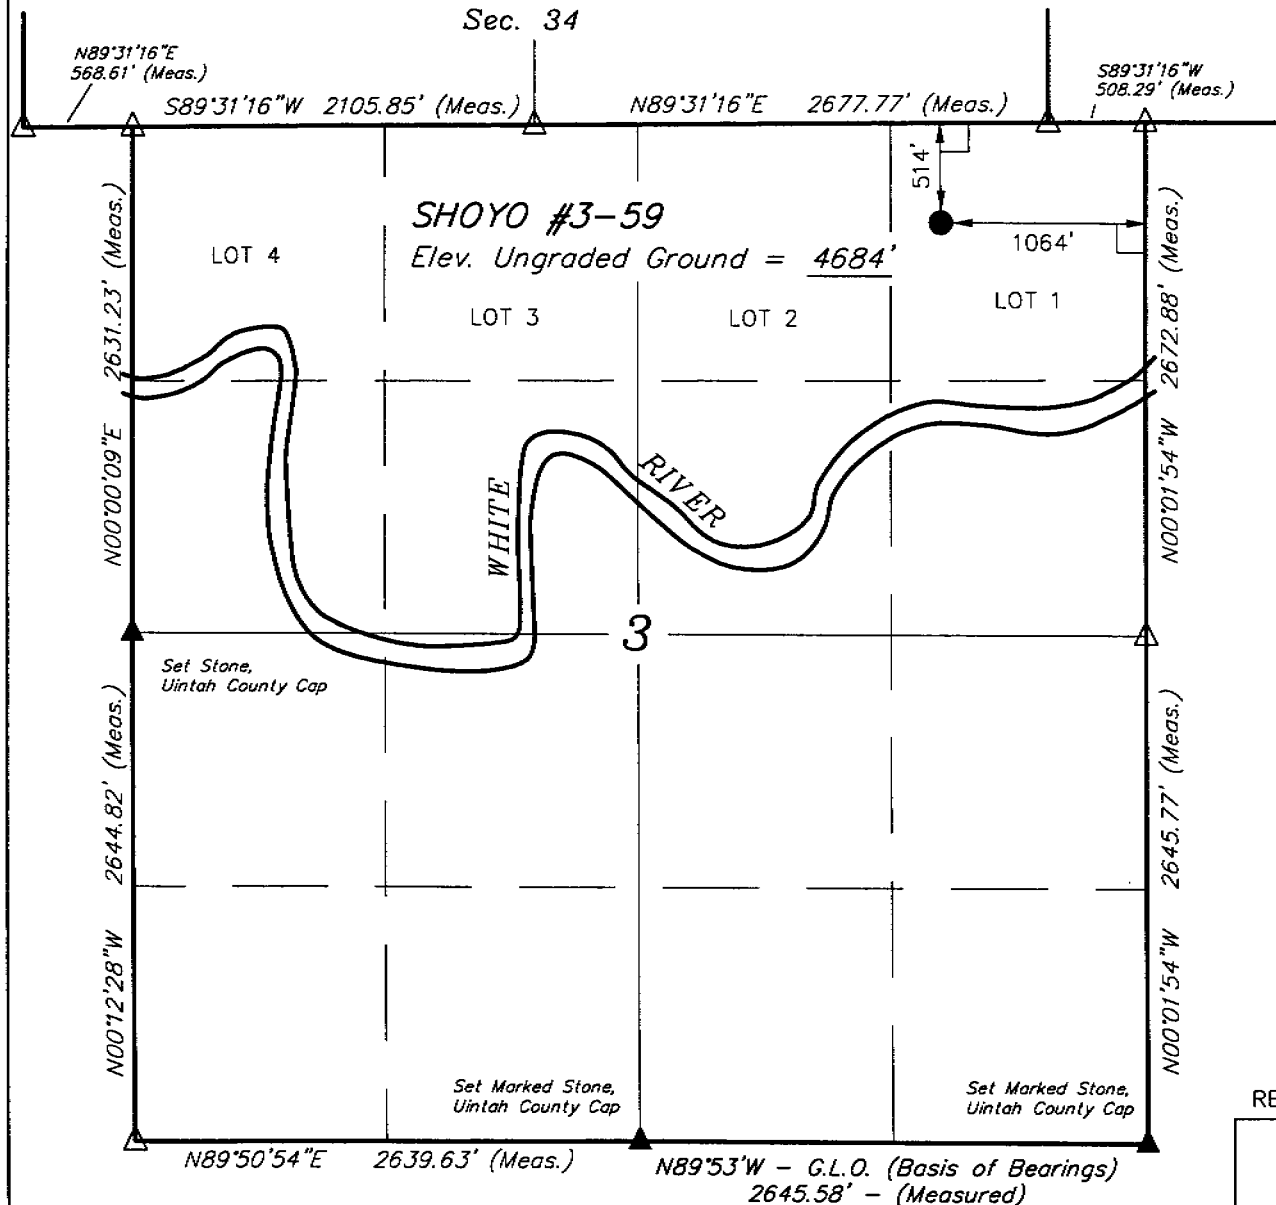 Sec. 34
N89°31'16"E
568.61' (Meas.)
S89°31'16"W 2105.85' (Meas.)
N89°31'16"E 2677.77' (Meas.)
S89°31'16"W
508.29' (Meas.)
514'
1064'
SHOYO #3-59
Elev. Ungraded Ground = 4684'
LOT 4
LOT 3
LOT 2
LOT 1
N00°00'09"E 2631.23' (Meas.)
N00°01'54"W 2672.88' (Meas.)
WHITE RIVER
3
Set Stone,
Uintah County Cap
N00°12'28"W 2644.82' (Meas.)
N00°01'54"W 2645.77' (Meas.)
Set Marked Stone,
Uintah County Cap
Set Marked Stone,
Uintah County Cap
RE
N89°50'54"E 2639.63' (Meas.)
N89°53'W - G.L.O. (Basis of Bearings)
2645.58' - (Measured)